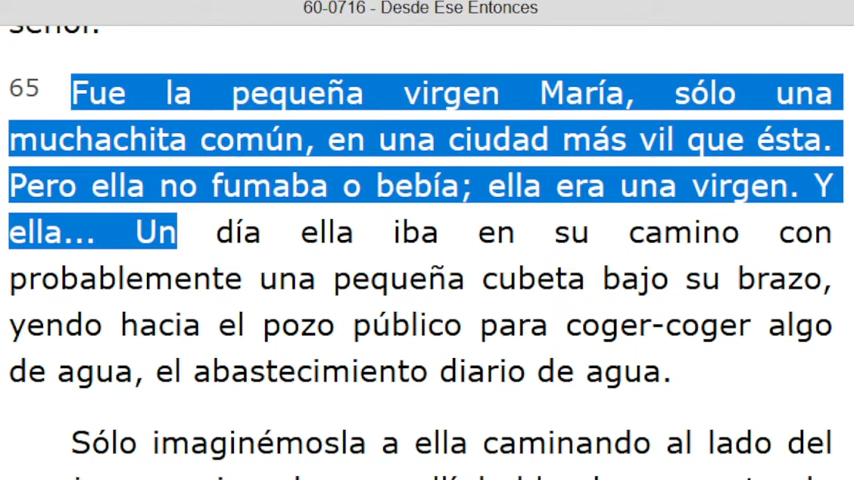 60-0716 - Desde Ese Entonces
señor.
65 Fue la pequeña virgen María, sólo una
muchachita común, en una ciudad más vil que ésta.
Pero ella no fumaba o bebía; ella era una virgen. Y
ella... Un día ella iba en su camino con
probablemente una pequeña cubeta bajo su brazo,
yendo hacia el pozo público para coger-coger algo
de agua, el abastecimiento diario de agua.
Sólo imaginémosla a ella caminando al lado del